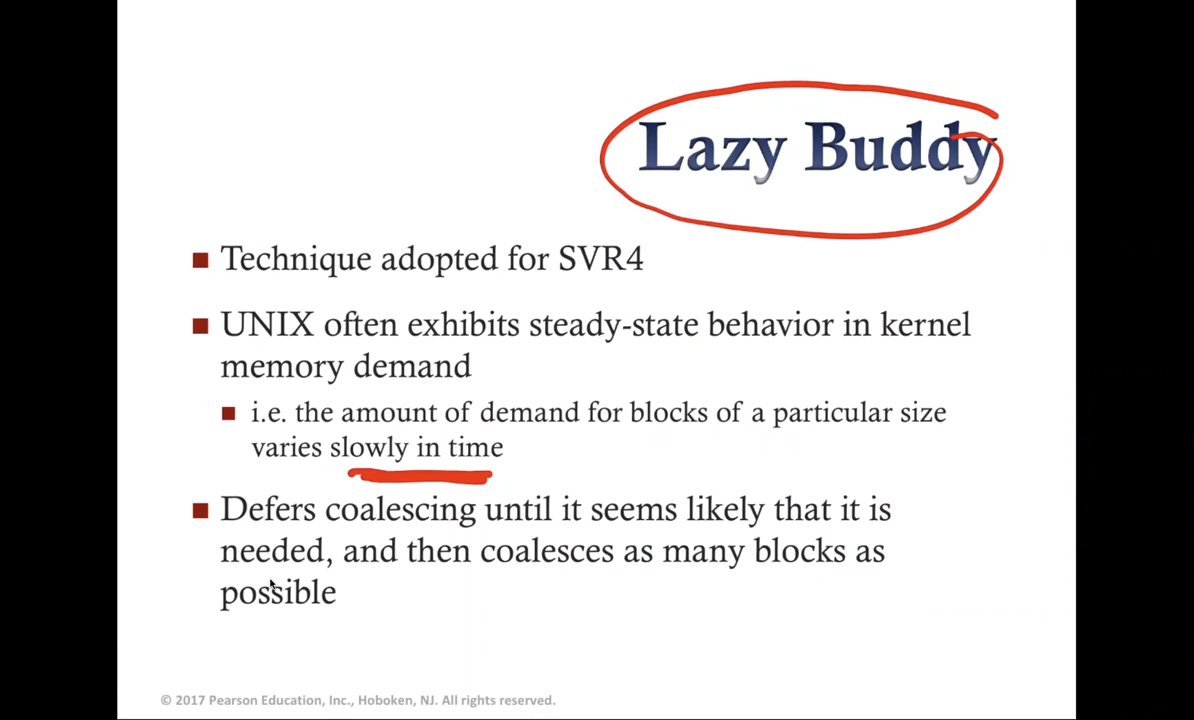 Lazy Buddy
Technique adopted for SVR4
UNIX often exhibits steady-state behavior in kernel
memory demand
i.e. the amount of demand for blocks of a particular size
varies slowly in time
Defers coalescing until it seems likely that it is
needed, and then coalesces as many blocks as
possible
© 2017 Pearson Education, Inc., Hoboken, NJ. All rights reserved.